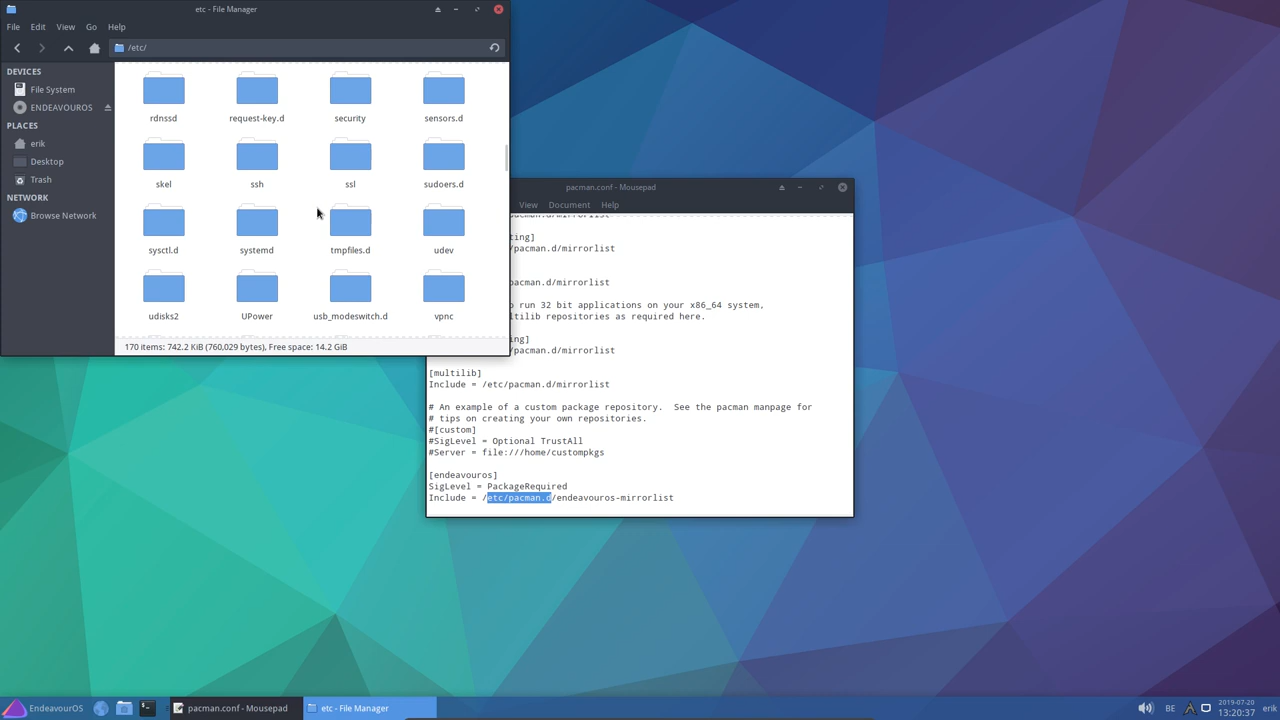 etc - File Manager
File Edit View Go Help
/etc/
DEVICES
File System
ENDEAVOUROS
PLACES
erik
Desktop
Trash
NETWORK
Browse Network
rdnssd request-key.d security sensors.d
skel ssh ssl sudoers.d
sysctl.d systemd tmpfiles.d udev
udisks2 UPower usb_modeswitch.d vpnc
170 items: 742.2 KiB (760,029 bytes), Free space: 14.2 GiB
pacman.conf - Mousepad
View Document Help
/pacman.d/mirrorlist
ting]
/pacman.d/mirrorlist
/pacman.d/mirrorlist
o run 32 bit applications on your x86_64 system,
ltilib repositories as required here.
ing]
/pacman.d/mirrorlist
[multilib]
Include = /etc/pacman.d/mirrorlist
# An example of a custom package repository.  See the pacman manpage for
# tips on creating your own repositories.
#[custom]
#SigLevel = Optional TrustAll
#Server = file:///home/custompkgs
[endeavouros]
SigLevel = PackageRequired
Include = /etc/pacman.d/endeavouros-mirrorlist
EndeavourOS
pacman.conf - Mousepad
etc - File Manager
BE
2019-07-20
13:20:37
erik